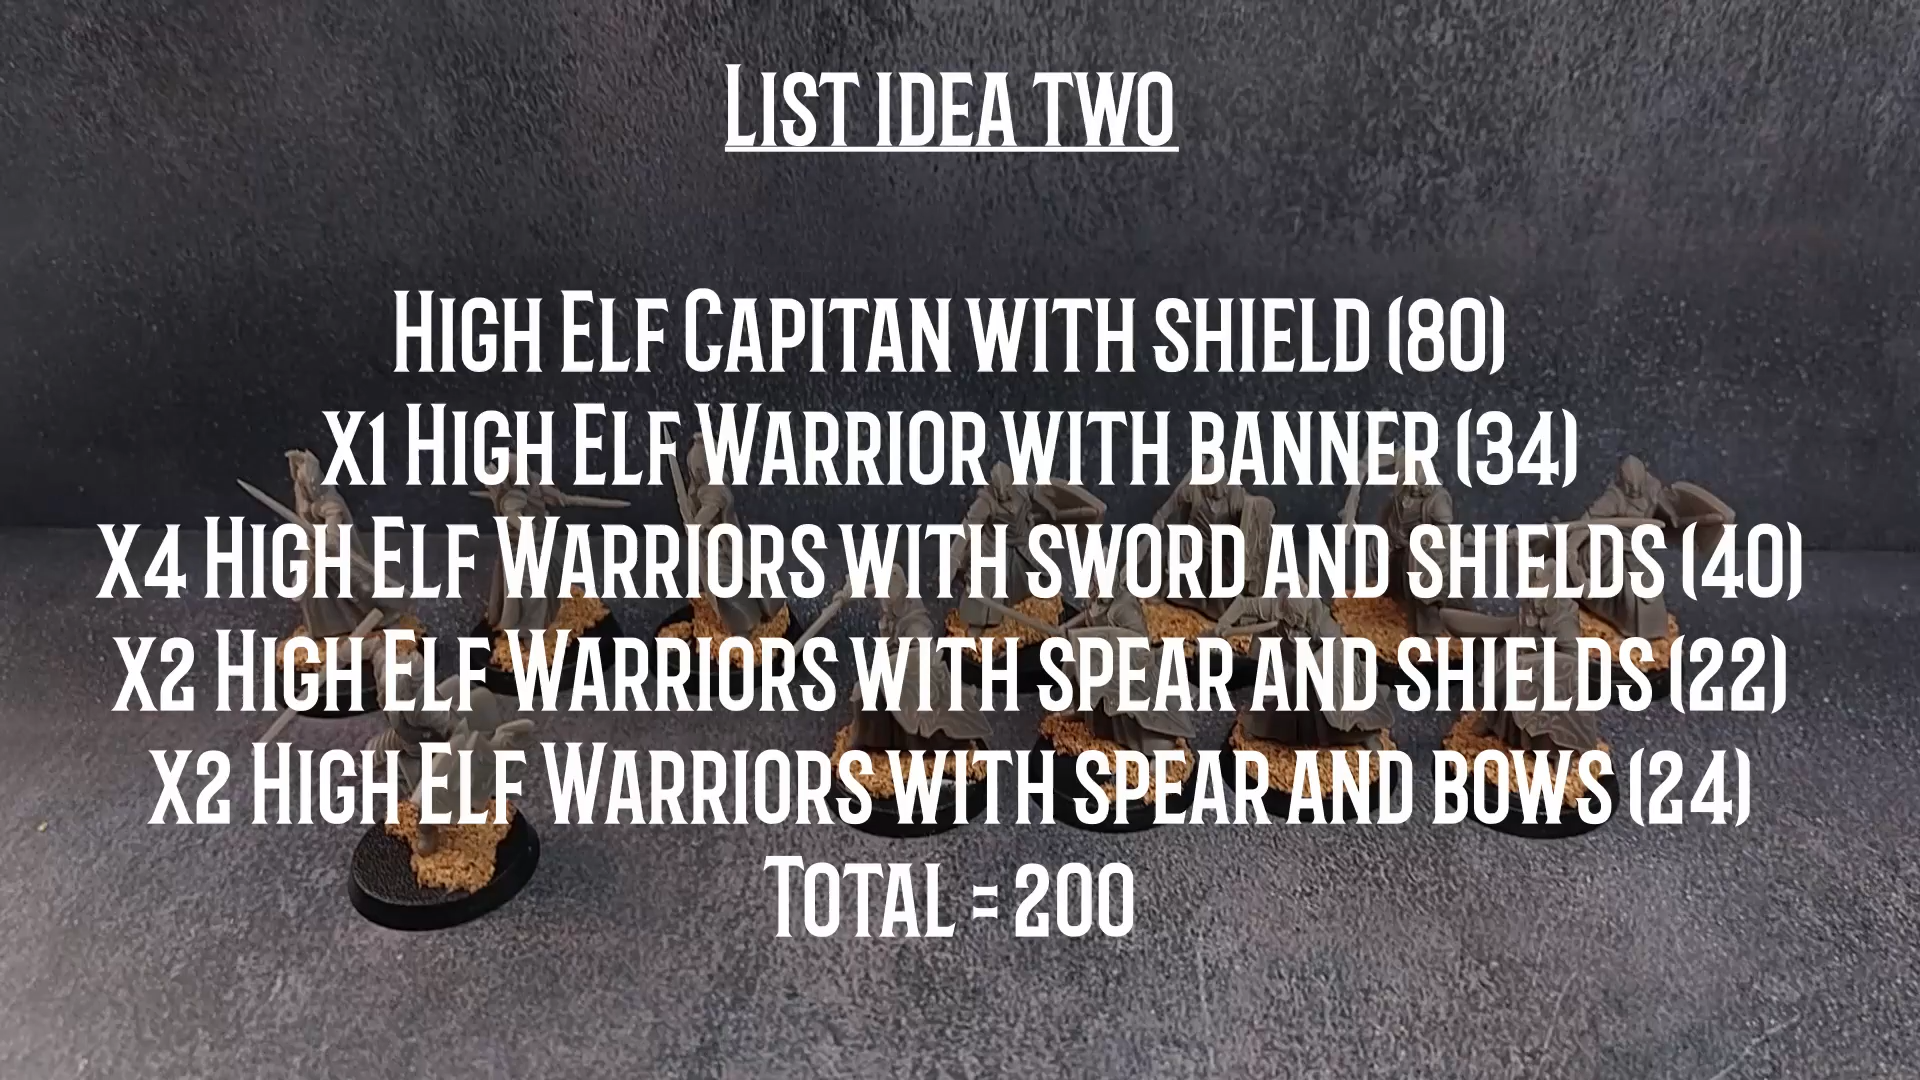 List idea two
High Elf Capitan with shield (80)
x1 High Elf Warrior with banner (34)
x4 High Elf Warriors with sword and shields (40)
x2 High Elf Warriors with spear and shields (22)
x2 High Elf Warriors with spear and bows (24)
Total = 200